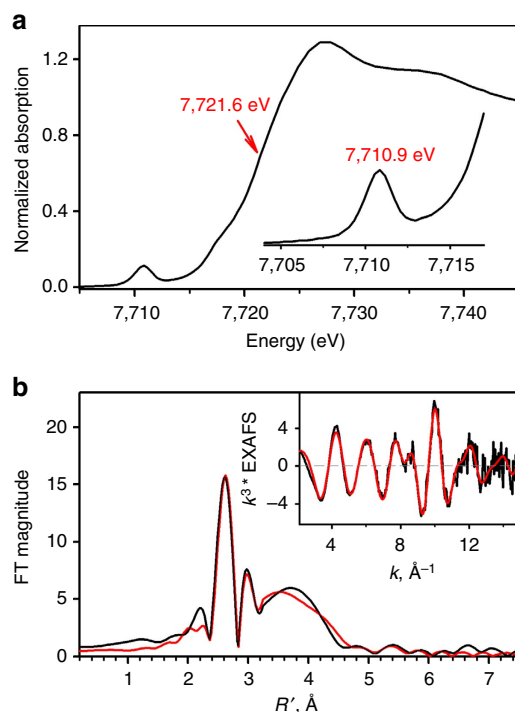 a
Normalized absorption
1.2
0.8
0.4
0.0
7,721.6 eV
7,710.9 eV
7,705 7,710 7,715
7,710 7,720 7,730 7,740
Energy (eV)
b
FT magnitude
20
15
10
5
0
k³* EXAFS
4
0
−4
4 8 12
k, Å⁻¹
1 2 3 4 5 6 7
R′, Å